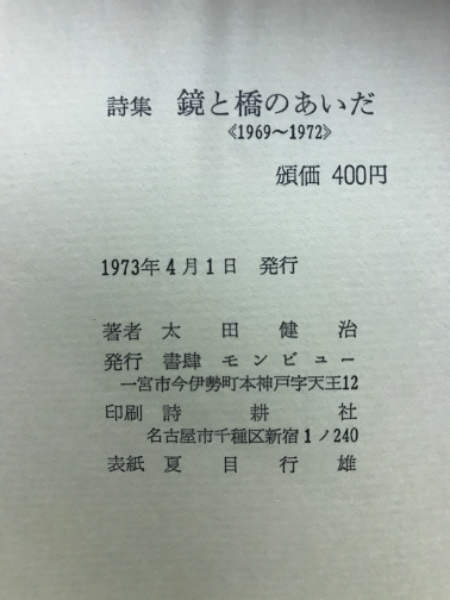 詩集 鏡と橋のあいだ
《1969～1972》
頒価 400円
1973年4月1日 発行
著者 太田健治
発行 書肆 モンビュー
一宮市今伊勢町本神戸字天王12
印刷 詩耕社
名古屋市千種区新宿1ノ240
表紙 夏目行雄